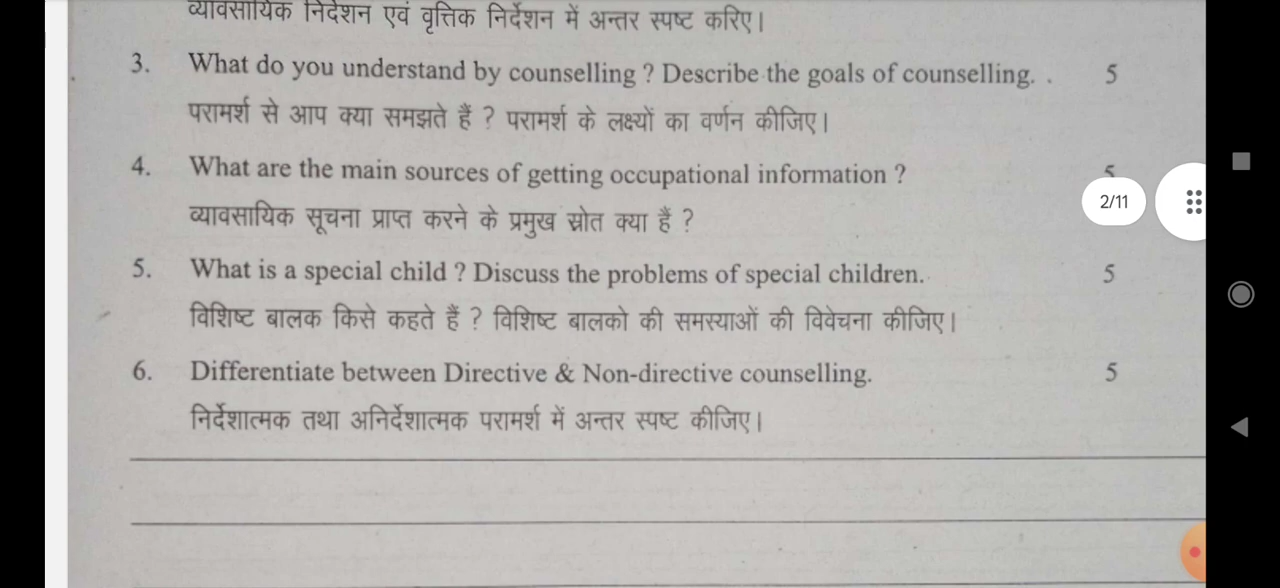 व्यावसायिक निर्देशन एवं वृत्तिक निर्देशन में अन्तर स्पष्ट करिए।
3. What do you understand by counselling ? Describe the goals of counselling. . 5
परामर्श से आप क्या समझते हैं ? परामर्श के लक्ष्यों का वर्णन कीजिए।
4. What are the main sources of getting occupational information ? 5
2/11
व्यावसायिक सूचना प्राप्त करने के प्रमुख स्रोत क्या हैं ?
5. What is a special child ? Discuss the problems of special children. 5
विशिष्ट बालक किसे कहते हैं ? विशिष्ट बालको की समस्याओं की विवेचना कीजिए।
6. Differentiate between Directive & Non-directive counselling. 5
निर्देशात्मक तथा अनिर्देशात्मक परामर्श में अन्तर स्पष्ट कीजिए।